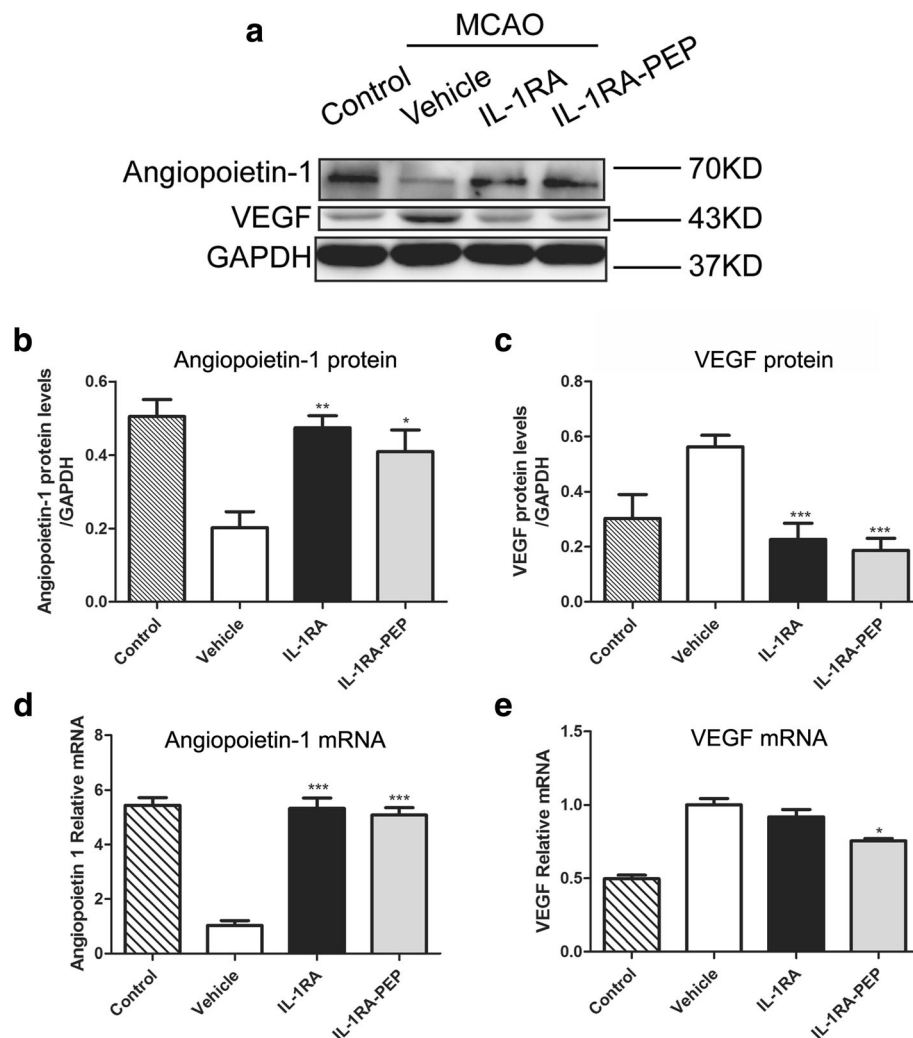 a
MCAO
Control
Vehicle
IL-1RA
IL-1RA-PEP
Angiopoietin-1
70KD
VEGF
43KD
GAPDH
37KD
b
Angiopoietin-1 protein
Angiopoietin-1 protein levels
/GAPDH
0.6
0.4
0.2
0.0
**
*
Control
Vehicle
IL-1RA
IL-1RA-PEP
c
VEGF protein
VEGF protein levels
/GAPDH
0.8
0.6
0.4
0.2
0.0
***
***
Control
Vehicle
IL-1RA
IL-1RA-PEP
d
Angiopoietin-1 mRNA
Angiopoietin 1 Relative mRNA
8
6
4
2
0
***
***
Control
Vehicle
IL-1RA
IL-1RA-PEP
e
VEGF mRNA
VEGF Relative mRNA
1.5
1.0
0.5
0.0
*
Control
Vehicle
IL-1RA
IL-1RA-PEP